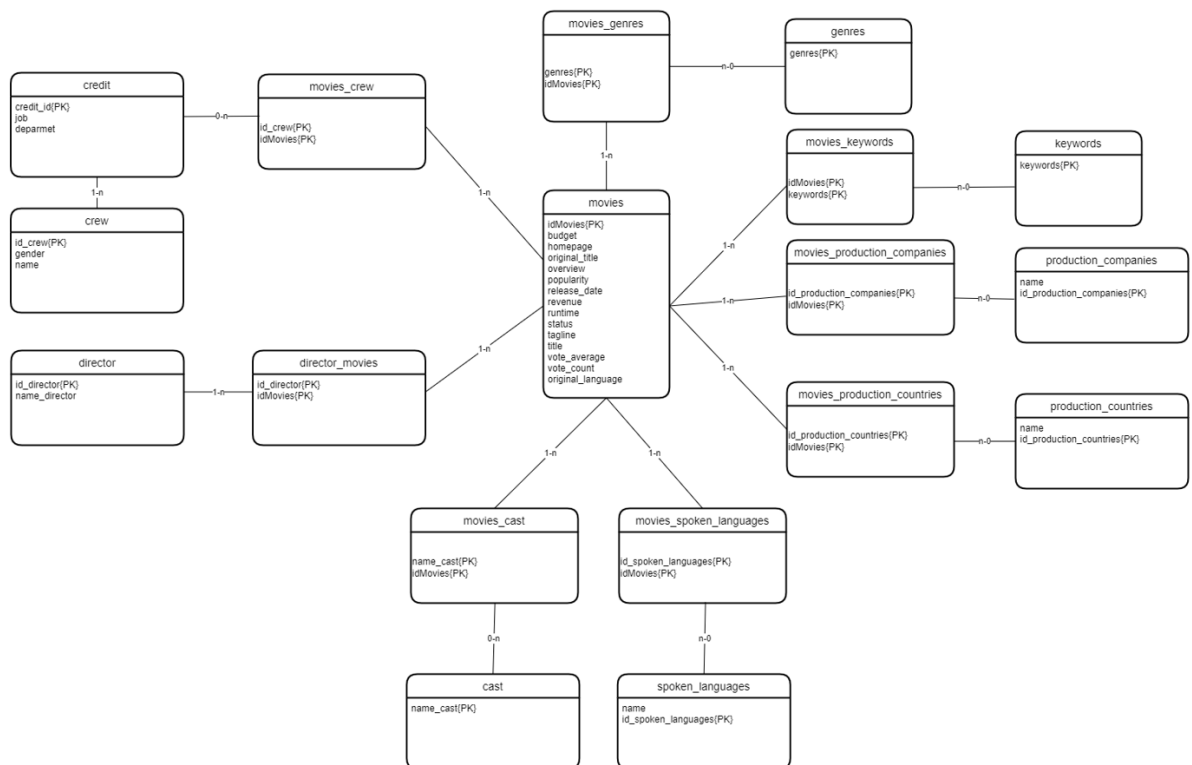 movies_genres
genres{PK}
idMovies{PK}
n-0
genres
genres{PK}
credit
credit_id{PK}
job
deparmet
0-n
movies_crew
id_crew{PK}
idMovies{PK}
1-n
1-n
1-n
crew
id_crew{PK}
gender
name
movies
idMovies{PK}
budget
homepage
original_title
overview
popularity
release_date
revenue
runtime
status
tagline
title
vote_average
vote_count
original_language
movies_keywords
idMovies{PK}
keywords{PK}
n-0
keywords
keywords{PK}
1-n
movies_production_companies
id_production_companies{PK}
idMovies{PK}
1-n
n-0
production_companies
name
id_production_companies{PK}
director
id_director{PK}
name_director
1-n
director_movies
id_director{PK}
idMovies{PK}
1-n
1-n
movies_production_countries
id_production_countries{PK}
idMovies{PK}
n-0
production_countries
name
id_production_countries{PK}
1-n
1-n
movies_cast
name_cast{PK}
idMovies{PK}
movies_spoken_languages
id_spoken_languages{PK}
idMovies{PK}
0-n
n-0
cast
name_cast{PK}
spoken_languages
name
id_spoken_languages{PK}